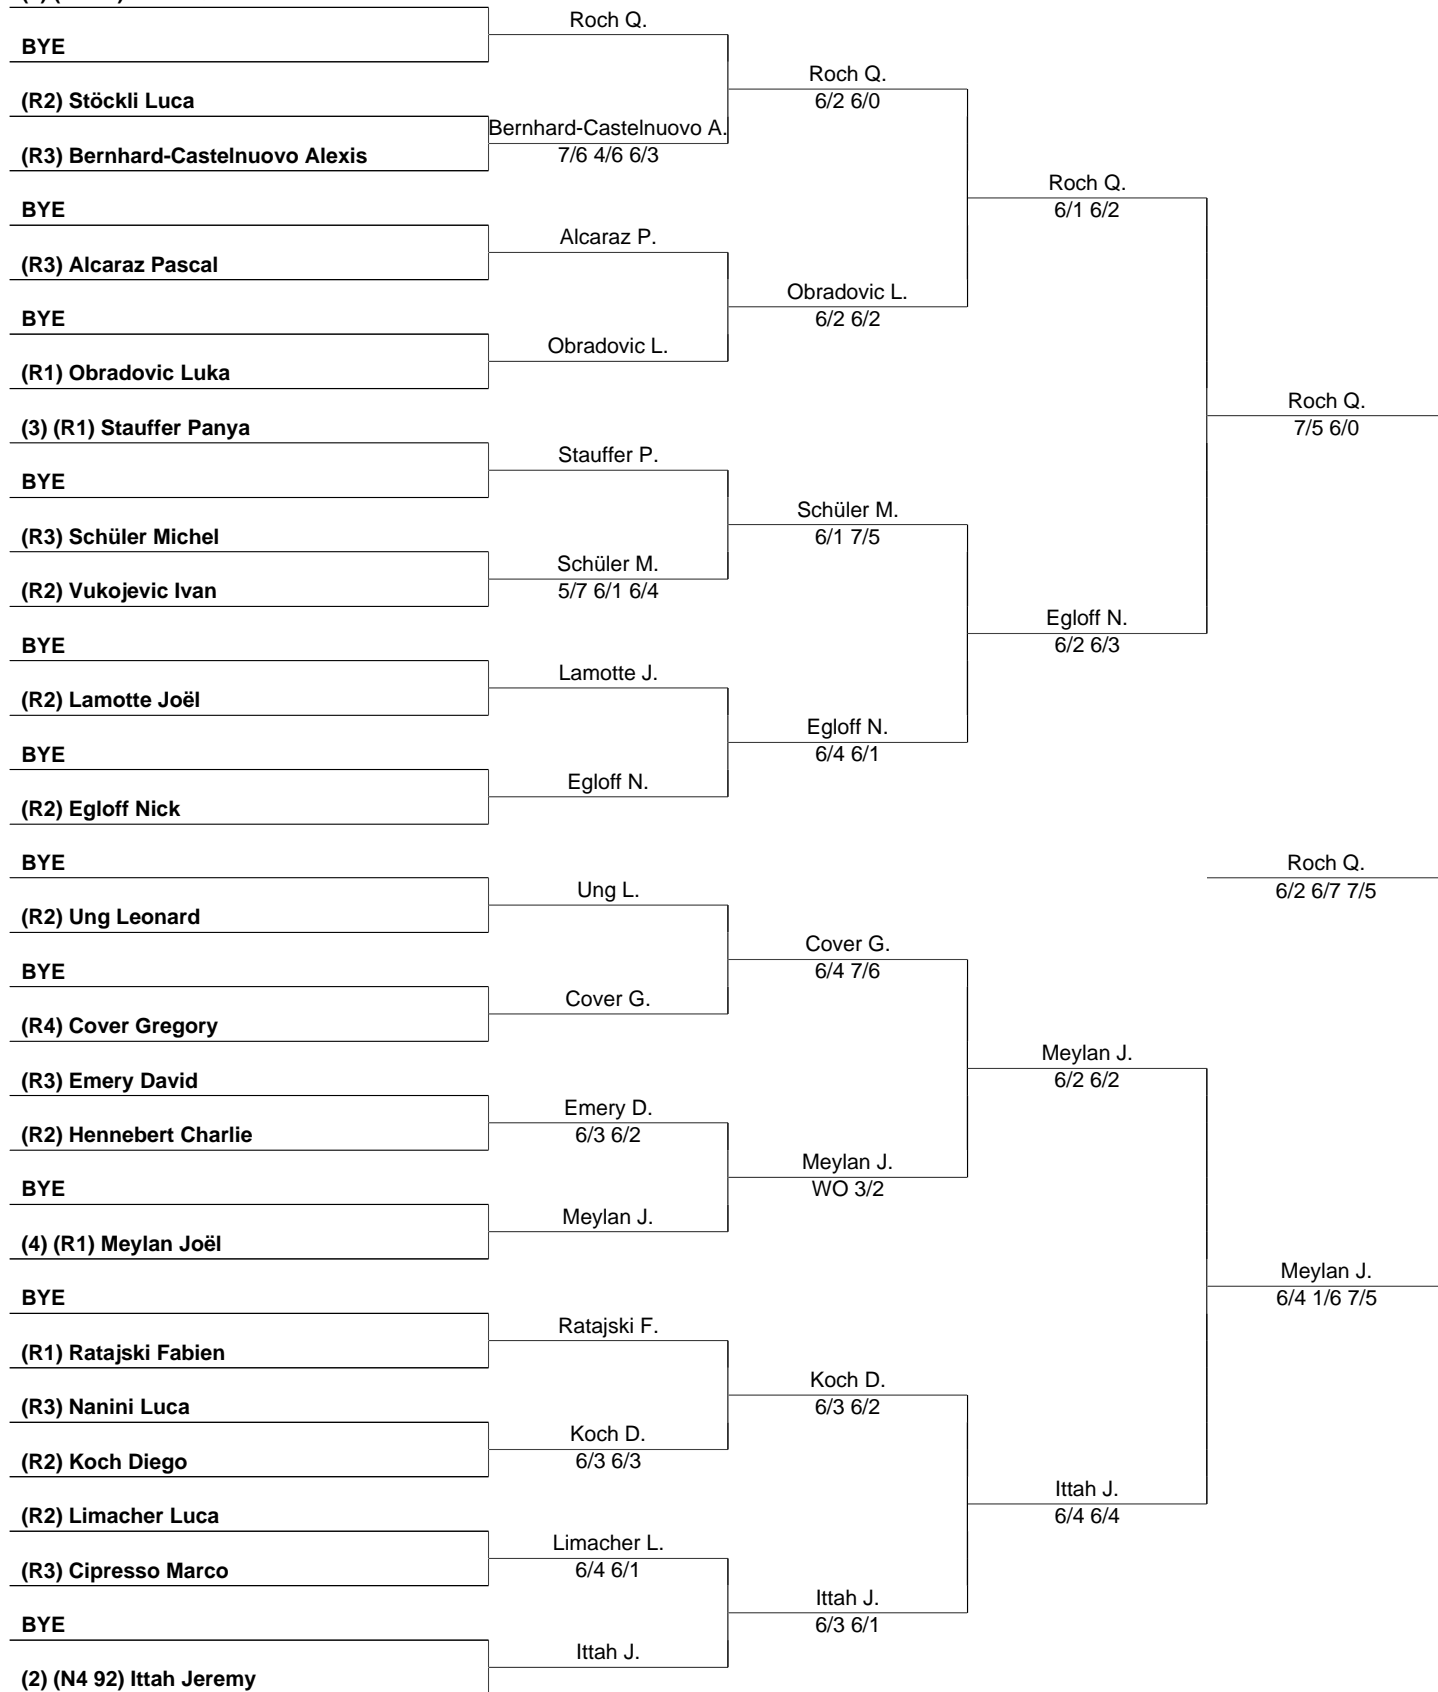 BYE
(R2) Stöckli Luca
(R3) Bernhard-Castelnuovo Alexis
BYE
(R3) Alcaraz Pascal
BYE
(R1) Obradovic Luka
(3) (R1) Stauffer Panya
BYE
(R3) Schüler Michel
(R2) Vukojevic Ivan
BYE
(R2) Lamotte Joël
BYE
(R2) Egloff Nick
BYE
(R2) Ung Leonard
BYE
(R4) Cover Gregory
(R3) Emery David
(R2) Hennebert Charlie
BYE
(4) (R1) Meylan Joël
BYE
(R1) Ratajski Fabien
(R3) Nanini Luca
(R2) Koch Diego
(R2) Limacher Luca
(R3) Cipresso Marco
BYE
(2) (N4 92) Ittah Jeremy
Roch Q.
Bernhard-Castelnuovo A.
7/6 4/6 6/3
Alcaraz P.
Obradovic L.
Stauffer P.
Schüler M.
5/7 6/1 6/4
Lamotte J.
Egloff N.
Ung L.
Cover G.
Emery D.
6/3 6/2
Meylan J.
Ratajski F.
Koch D.
6/3 6/3
Limacher L.
6/4 6/1
Ittah J.
Roch Q.
6/2 6/0
Obradovic L.
6/2 6/2
Schüler M.
6/1 7/5
Egloff N.
6/4 6/1
Cover G.
6/4 7/6
Meylan J.
WO 3/2
Koch D.
6/3 6/2
Ittah J.
6/3 6/1
Roch Q.
6/1 6/2
Egloff N.
6/2 6/3
Meylan J.
6/2 6/2
Ittah J.
6/4 6/4
Roch Q.
7/5 6/0
Roch Q.
6/2 6/7 7/5
Meylan J.
6/4 1/6 7/5